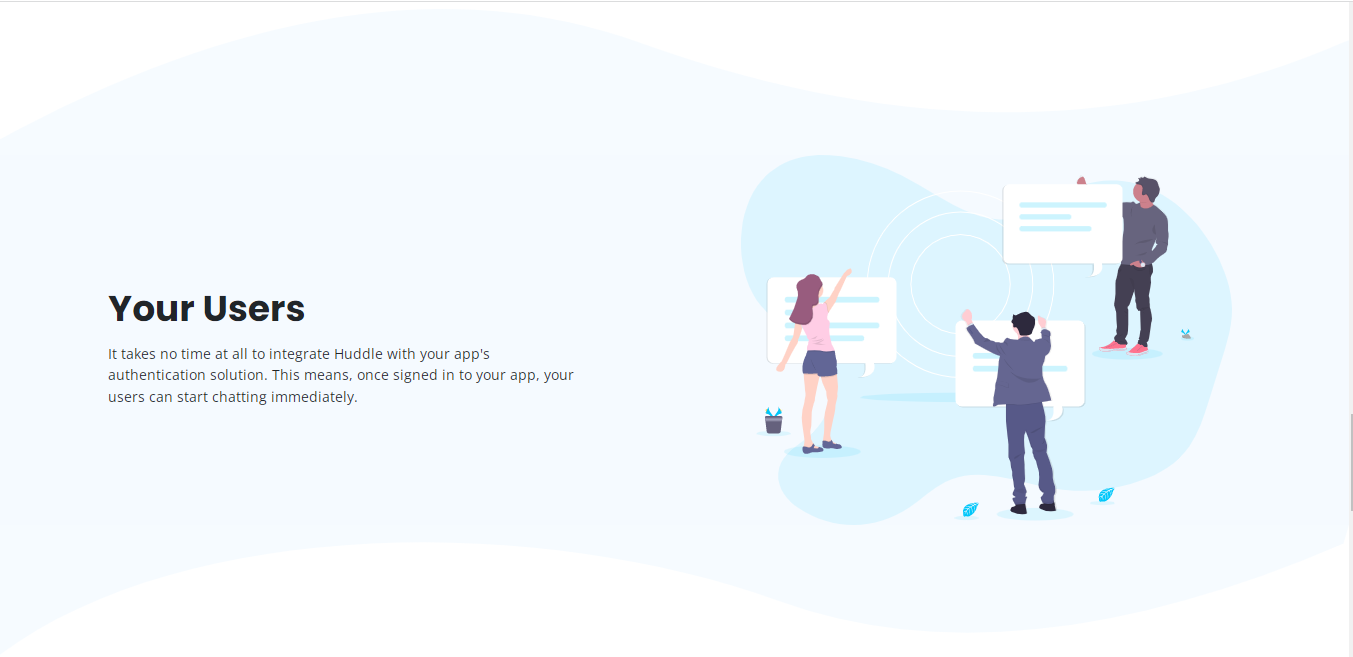 Your Users
It takes no time at all to integrate Huddle with your app's
authentication solution. This means, once signed in to your app, your
users can start chatting immediately.